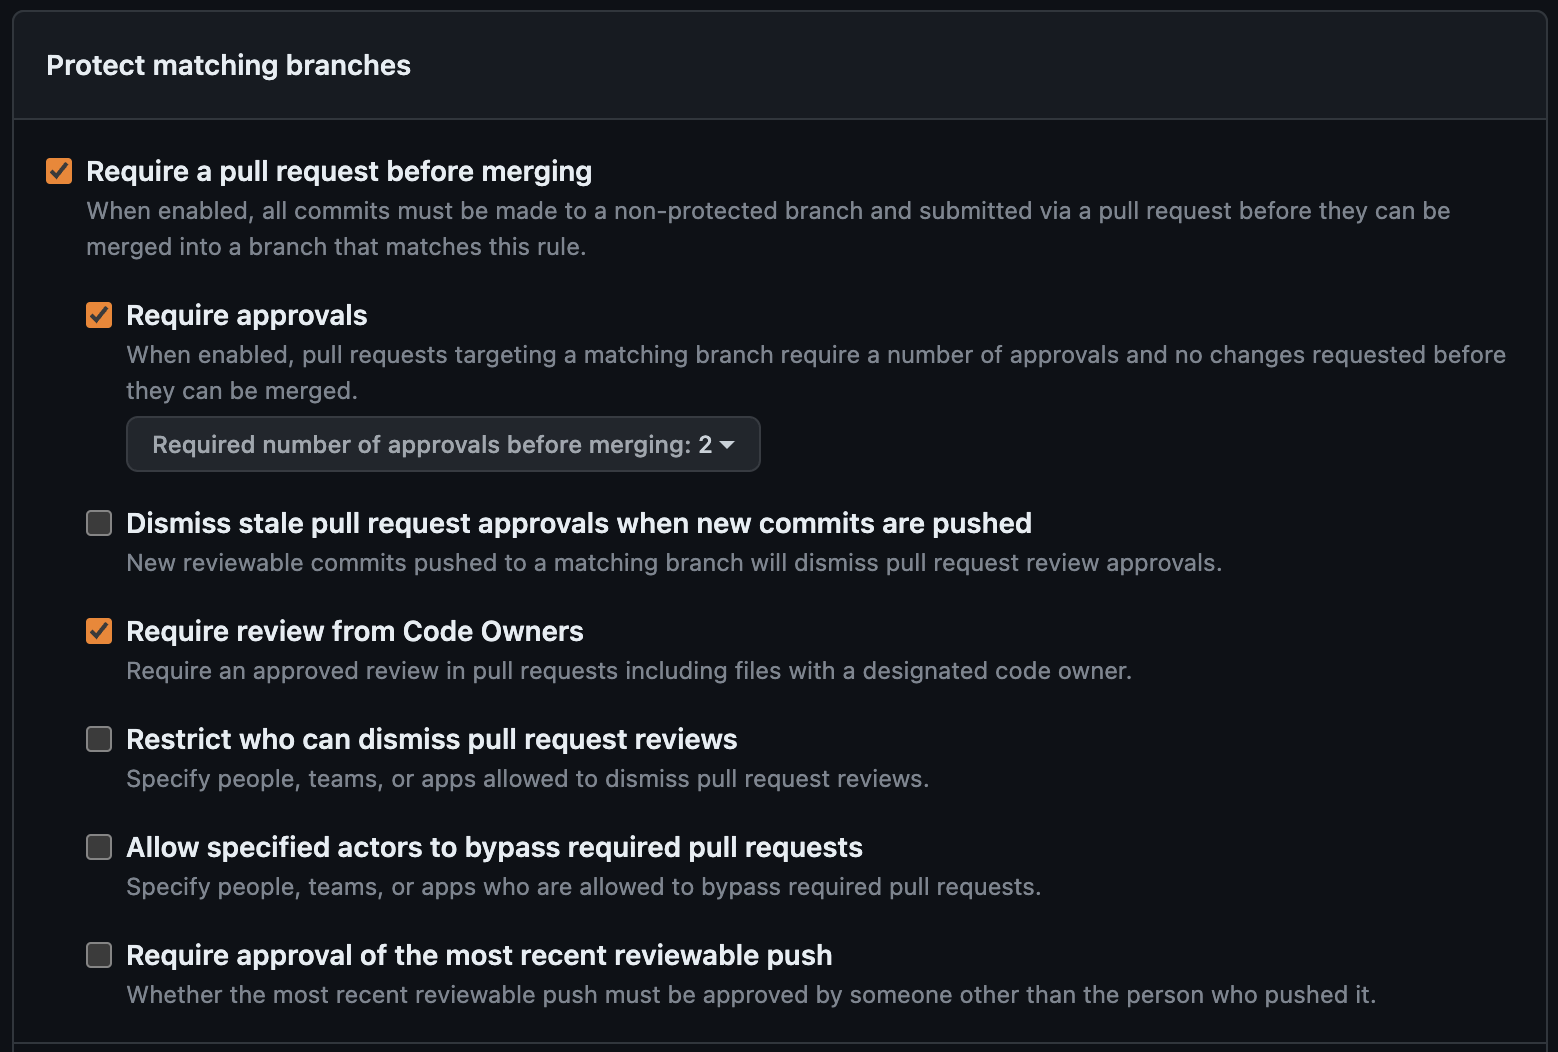 Protect matching branches
Require a pull request before merging
When enabled, all commits must be made to a non-protected branch and submitted via a pull request before they can be
merged into a branch that matches this rule.
Require approvals
When enabled, pull requests targeting a matching branch require a number of approvals and no changes requested before
they can be merged.
Required number of approvals before merging: 2
Dismiss stale pull request approvals when new commits are pushed
New reviewable commits pushed to a matching branch will dismiss pull request review approvals.
Require review from Code Owners
Require an approved review in pull requests including files with a designated code owner.
Restrict who can dismiss pull request reviews
Specify people, teams, or apps allowed to dismiss pull request reviews.
Allow specified actors to bypass required pull requests
Specify people, teams, or apps who are allowed to bypass required pull requests.
Require approval of the most recent reviewable push
Whether the most recent reviewable push must be approved by someone other than the person who pushed it.